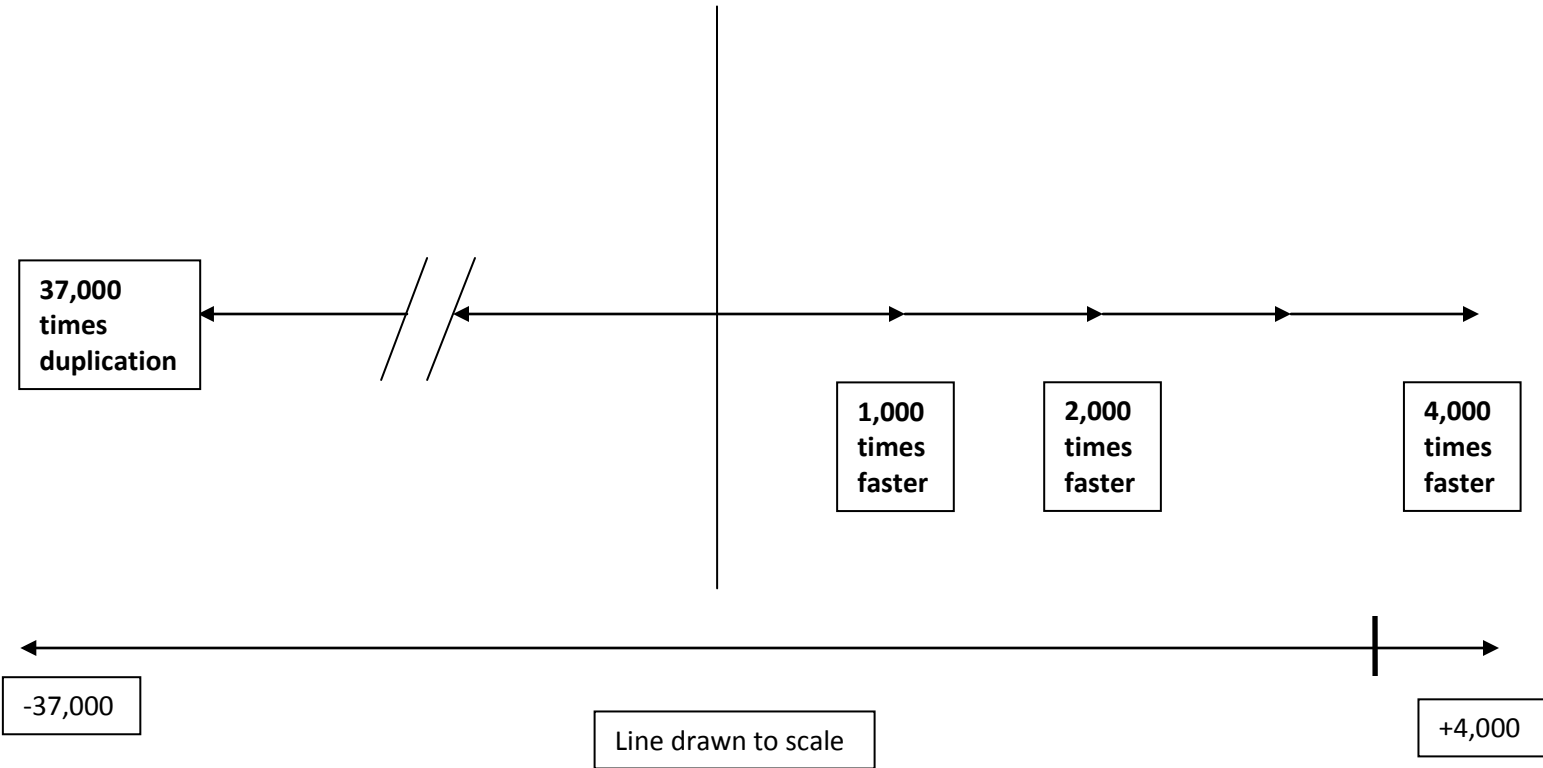 37,000
times
duplication
1,000
times
faster
2,000
times
faster
4,000
times
faster
-37,000
Line drawn to scale
+4,000